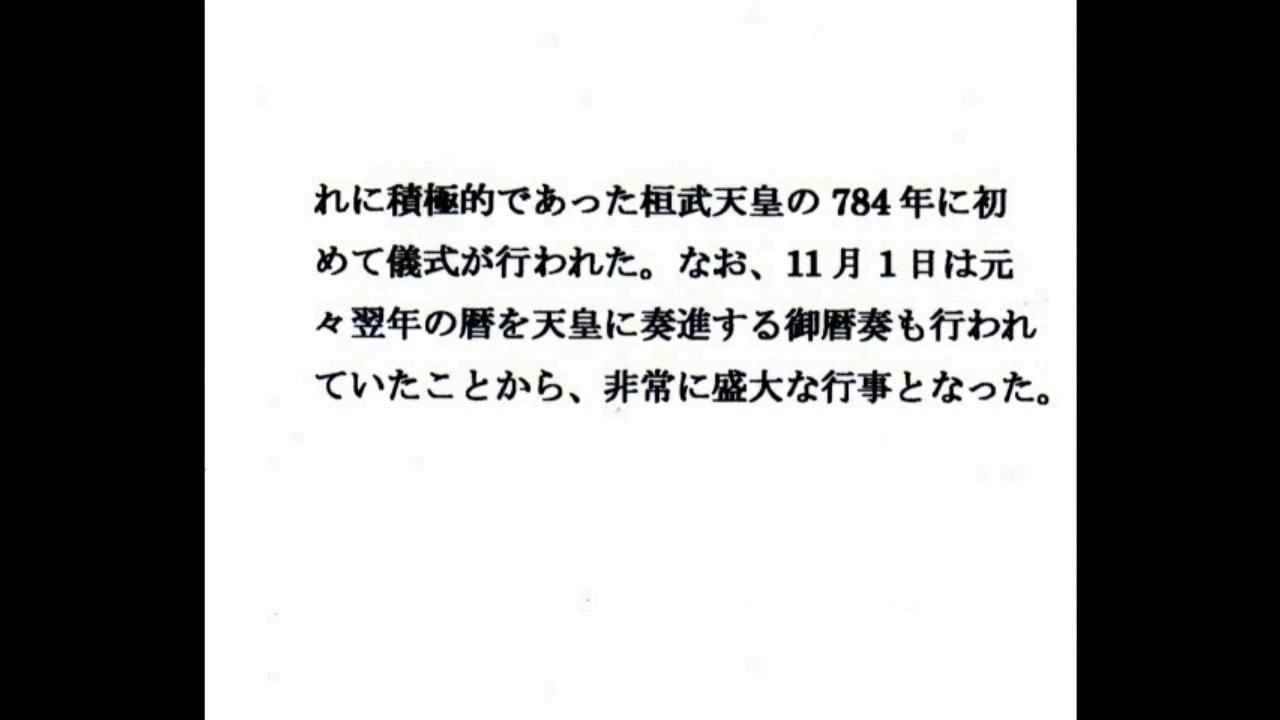 れに積極的であった桓武天皇の 784 年に初
めて儀式が行われた。なお、11 月 1 日は元
々翌年の暦を天皇に奏進する御暦奏も行われ
ていたことから、非常に盛大な行事となった。